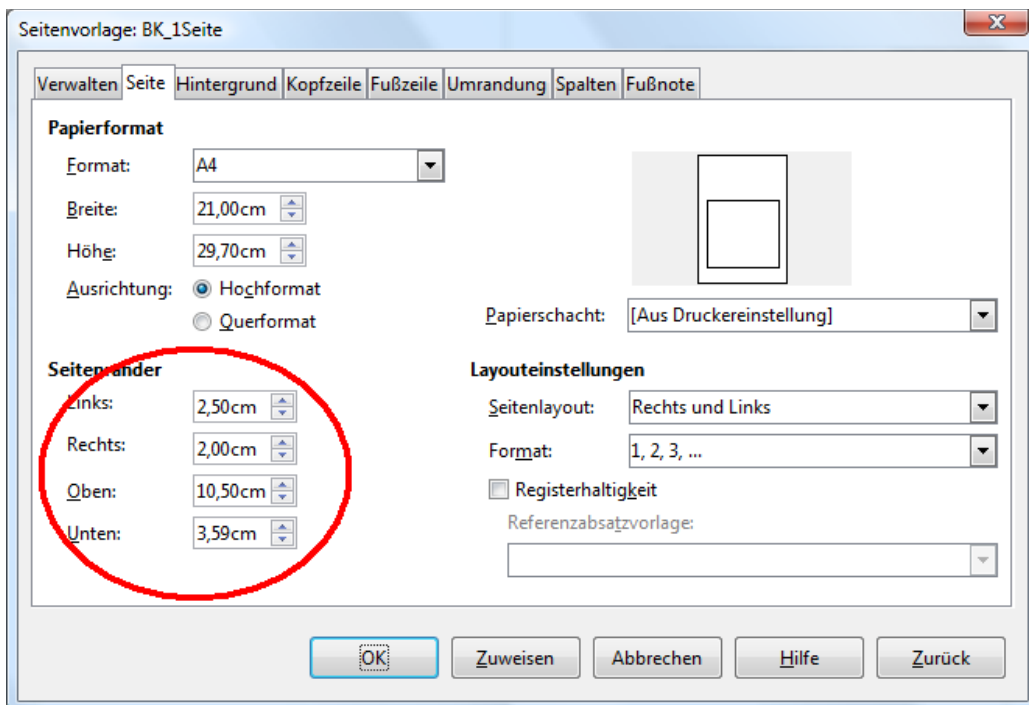 Seitenvorlage: BK_1Seite
X
Verwalten Seite Hintergrund Kopfzeile Fußzeile Umrandung Spalten Fußnote
Papierformat
Format: A4
Breite: 21,00cm
Höhe: 29,70cm
Ausrichtung: Hochformat
Querformat
Papierschacht: [Aus Druckereinstellung]
Seitenränder
Links: 2,50cm
Rechts: 2,00cm
Oben: 10,50cm
Unten: 3,59cm
Layouteinstellungen
Seitenlayout: Rechts und Links
Format: 1, 2, 3, ...
Registerhaltigkeit
Referenzabsatzvorlage:
OK Zuweisen Abbrechen Hilfe Zurück